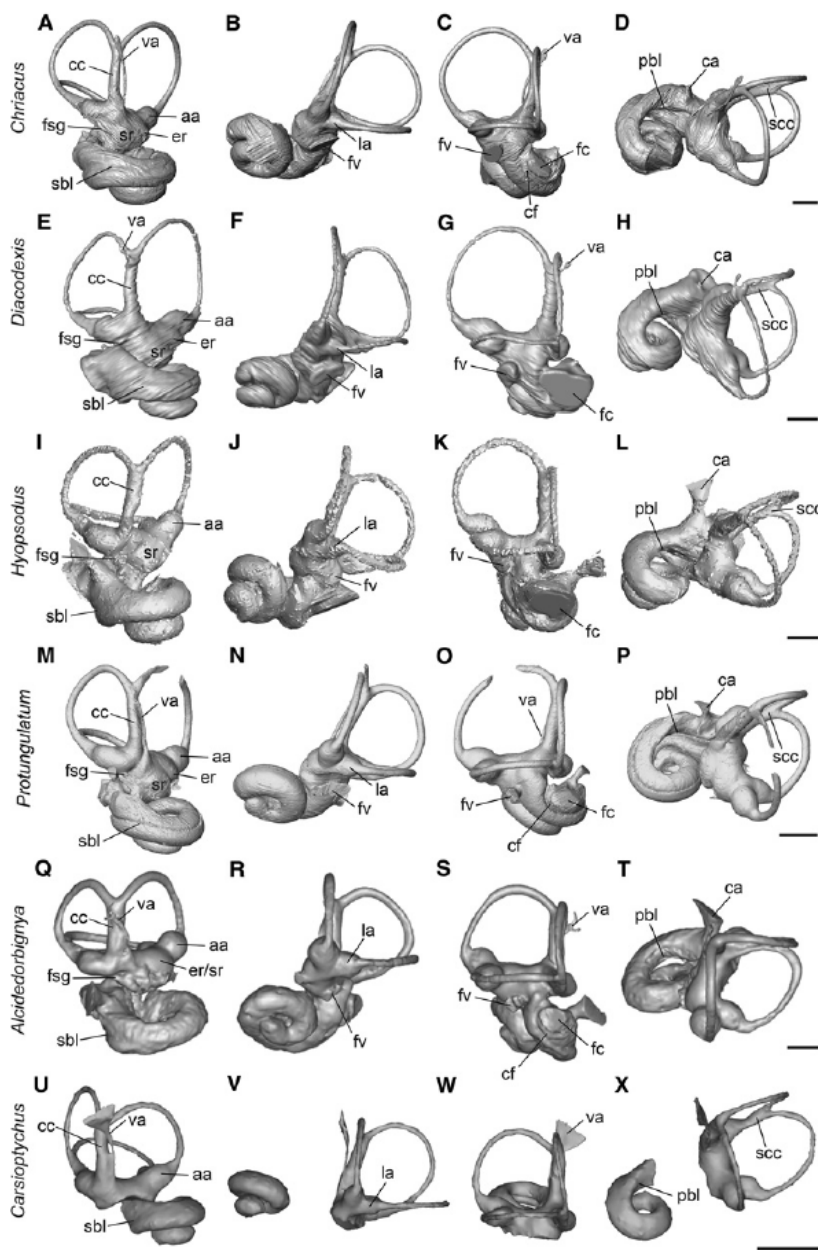 A
B
C
D
Chriacus
va
cc
fsg
sr
aa
er
sbl
la
fv
va
fv
fc
cf
pbl
ca
scc
E
F
G
H
Diacodexis
va
cc
fsg
sr
aa
er
sbl
la
fv
va
fv
fc
ca
pbl
scc
I
J
K
L
Hyopsodus
cc
aa
fsg
sr
sbl
la
fv
fv
fc
ca
pbl
scc
M
N
O
P
Protungulatum
va
cc
aa
fsg
sr
er
sbl
la
fv
va
fv
fc
cf
ca
pbl
scc
Q
R
S
T
Alcidedorbignya
va
cc
aa
er/sr
fsg
sbl
la
fv
va
fv
fc
cf
ca
pbl
U
V
W
X
Carsioptychus
va
cc
aa
sbl
la
va
scc
pbl